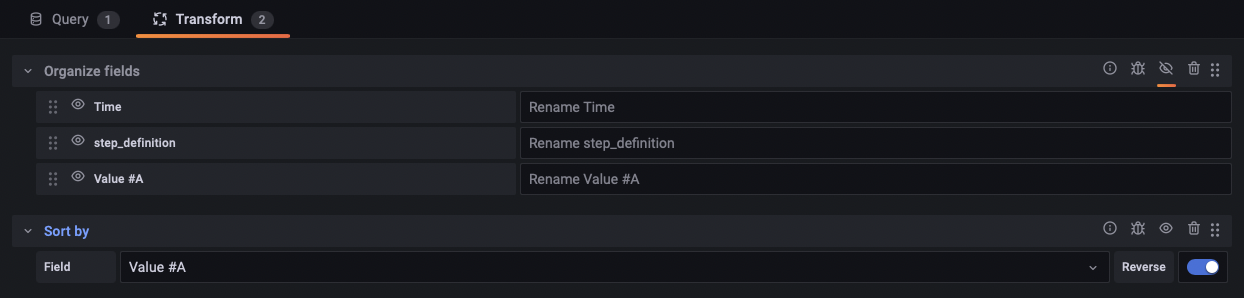 Query 1 Transform 2
Organize fields
Time Rename Time
step_definition Rename step_definition
Value #A Rename Value #A
Sort by
Field Value #A Reverse